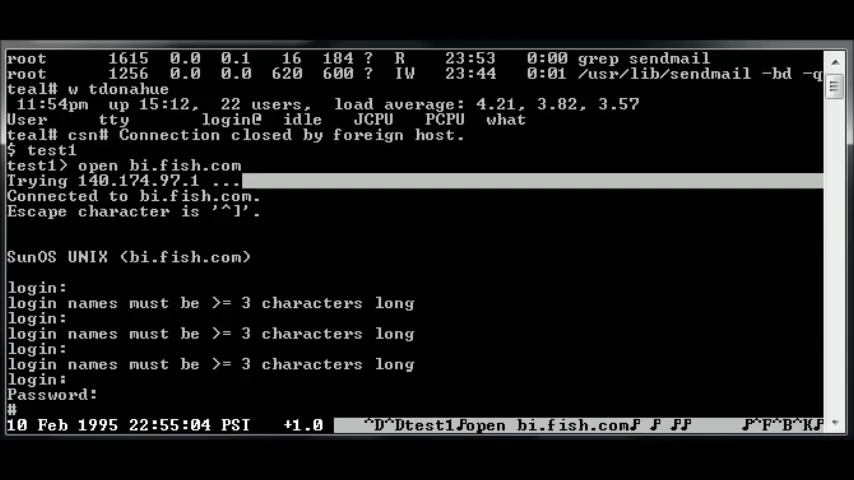 root      1615  0.0  0.1   16  184 ?  R    23:53   0:00 grep sendmail
root      1256  0.0  0.0  620  600 ?  IW   23:44   0:01 /usr/lib/sendmail -bd -q
teal# w tdonahue
 11:54pm  up 15:12,  22 users,  load average: 4.21, 3.82, 3.57
User     tty       login@  idle   JCPU   PCPU  what
teal# csn# Connection closed by foreign host.
$ test1
test1> open bi.fish.com
Trying 140.174.97.1 ...
Connected to bi.fish.com.
Escape character is '^]'.
SunOS UNIX (bi.fish.com)
login:
login names must be >= 3 characters long
login:
login names must be >= 3 characters long
login:
login names must be >= 3 characters long
login:
Password:
#
10 Feb 1995 22:55:04 PSI    +1.0     ^D^Dtest1♪open bi.fish.com♪ ♪ ♪♪      ♪^F^B^K♪